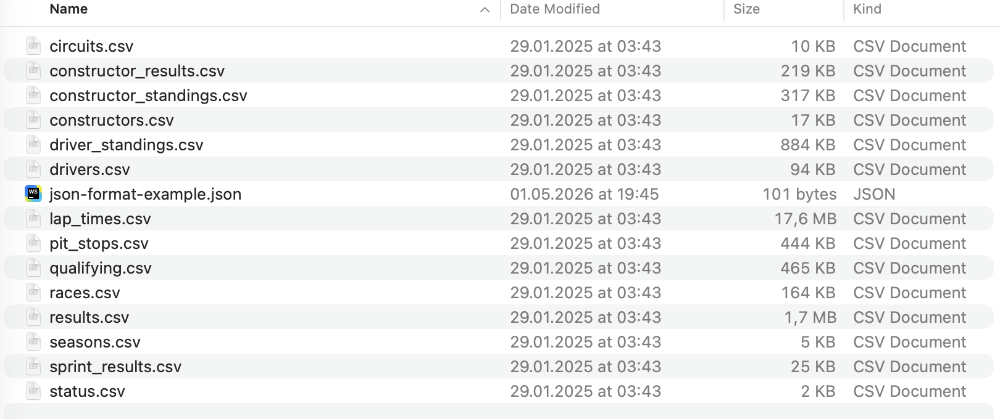 Name Date Modified Size Kind
circuits.csv 29.01.2025 at 03:43 10 KB CSV Document
constructor_results.csv 29.01.2025 at 03:43 219 KB CSV Document
constructor_standings.csv 29.01.2025 at 03:43 317 KB CSV Document
constructors.csv 29.01.2025 at 03:43 17 KB CSV Document
driver_standings.csv 29.01.2025 at 03:43 884 KB CSV Document
drivers.csv 29.01.2025 at 03:43 94 KB CSV Document
WS json-format-example.json 01.05.2026 at 19:45 101 bytes JSON
lap_times.csv 29.01.2025 at 03:43 17,6 MB CSV Document
pit_stops.csv 29.01.2025 at 03:43 444 KB CSV Document
qualifying.csv 29.01.2025 at 03:43 465 KB CSV Document
races.csv 29.01.2025 at 03:43 164 KB CSV Document
results.csv 29.01.2025 at 03:43 1,7 MB CSV Document
seasons.csv 29.01.2025 at 03:43 5 KB CSV Document
sprint_results.csv 29.01.2025 at 03:43 25 KB CSV Document
status.csv 29.01.2025 at 03:43 2 KB CSV Document